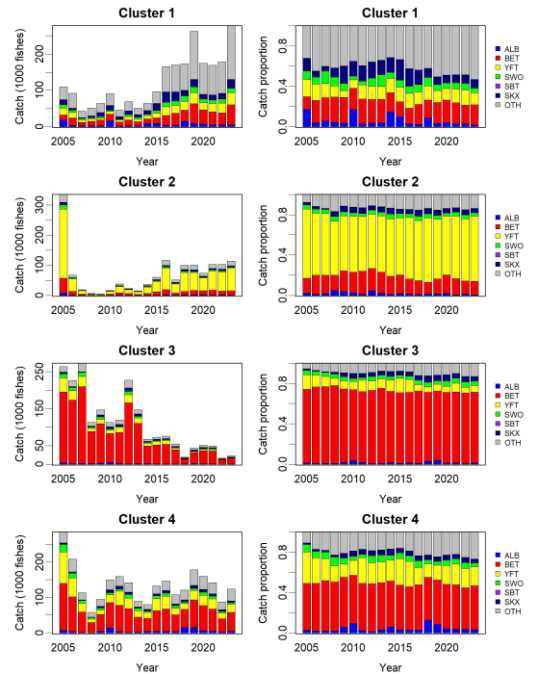 Cluster 1
Cluster 1
Catch (1000 fishes)
0 50 150 250
2005 2010 2015 2020
Year
Catch proportion
0.0 0.4 0.8
2005 2010 2015 2020
Year
ALB
BET
YFT
SWO
SBT
SKX
OTH
Cluster 2
Cluster 2
Catch (1000 fishes)
0 100 200 300
2005 2010 2015 2020
Year
Catch proportion
0.0 0.4 0.8
2005 2010 2015 2020
Year
ALB
BET
YFT
SWO
SBT
SKX
OTH
Cluster 3
Cluster 3
Catch (1000 fishes)
0 50 150 250
2005 2010 2015 2020
Year
Catch proportion
0.0 0.4 0.8
2005 2010 2015 2020
Year
ALB
BET
YFT
SWO
SBT
SKX
OTH
Cluster 4
Cluster 4
Catch (1000 fishes)
0 100 200
2005 2010 2015 2020
Year
Catch proportion
0.0 0.4 0.8
2005 2010 2015 2020
Year
ALB
BET
YFT
SWO
SBT
SKX
OTH